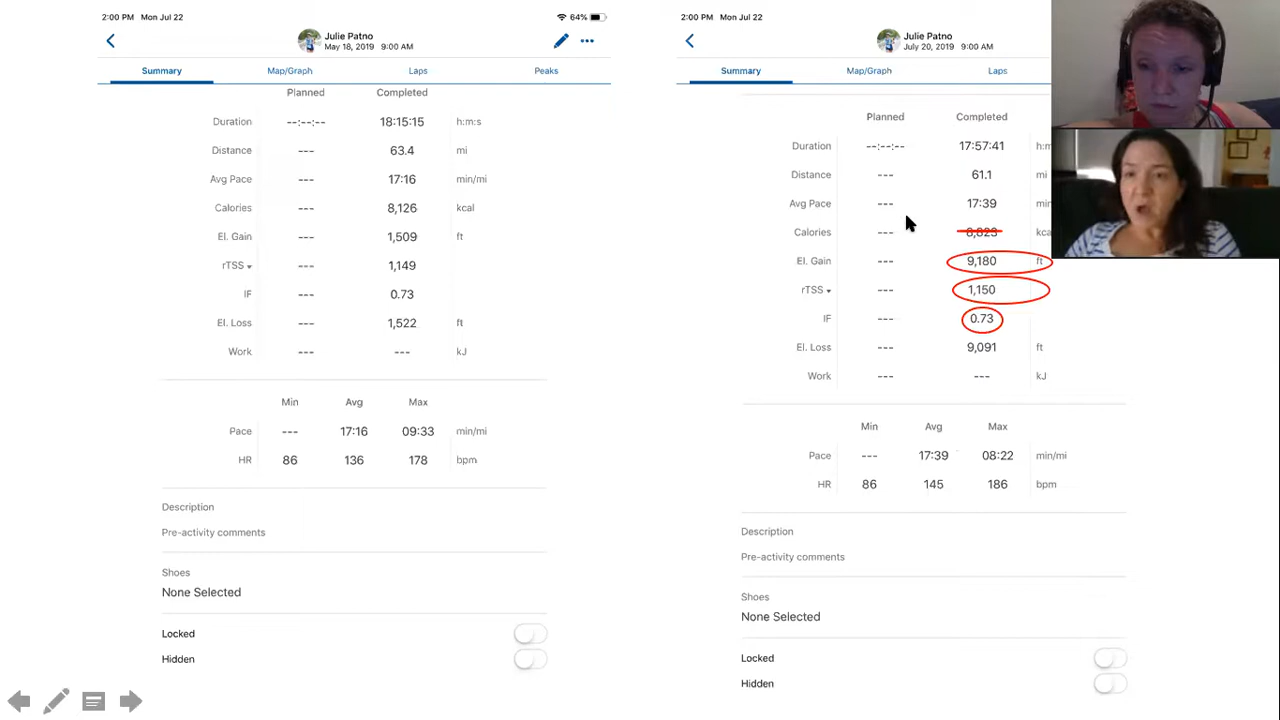 2:00 PM Mon Jul 22
64%
Julie Patno
May 18, 2019 9:00 AM
Summary Map/Graph Laps Peaks
Planned Completed
Duration --:--:-- 18:15:15 h:m:s
Distance --- 63.4 mi
Avg Pace --- 17:16 min/mi
Calories --- 8,126 kcal
El. Gain --- 1,509 ft
rTSS --- 1,149
IF --- 0.73
El. Loss --- 1,522 ft
Work --- --- kJ
Min Avg Max
Pace --- 17:16 09:33 min/mi
HR 86 136 178 bpm
Description
Pre-activity comments
Shoes
None Selected
Locked
Hidden
2:00 PM Mon Jul 22
Julie Patno
July 20, 2019 9:00 AM
Summary Map/Graph Laps
Planned Completed
Duration --:--:-- 17:57:41 h:m
Distance --- 61.1 mi
Avg Pace --- 17:39 min
Calories --- 8,823 kca
El. Gain --- 9,180 ft
rTSS --- 1,150
IF --- 0.73
El. Loss --- 9,091 ft
Work --- --- kJ
Min Avg Max
Pace --- 17:39 08:22 min/mi
HR 86 145 186 bpm
Description
Pre-activity comments
Shoes
None Selected
Locked
Hidden